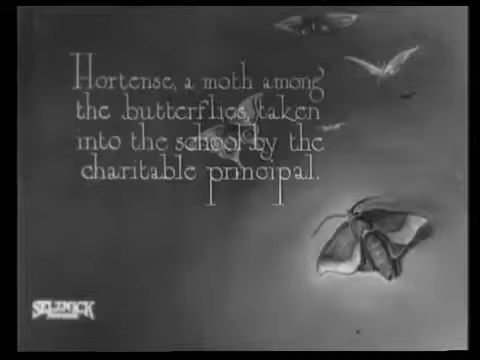 Hortense, a moth among
the butterflies, taken
into the school by the
charitable principal.
SELZNICK